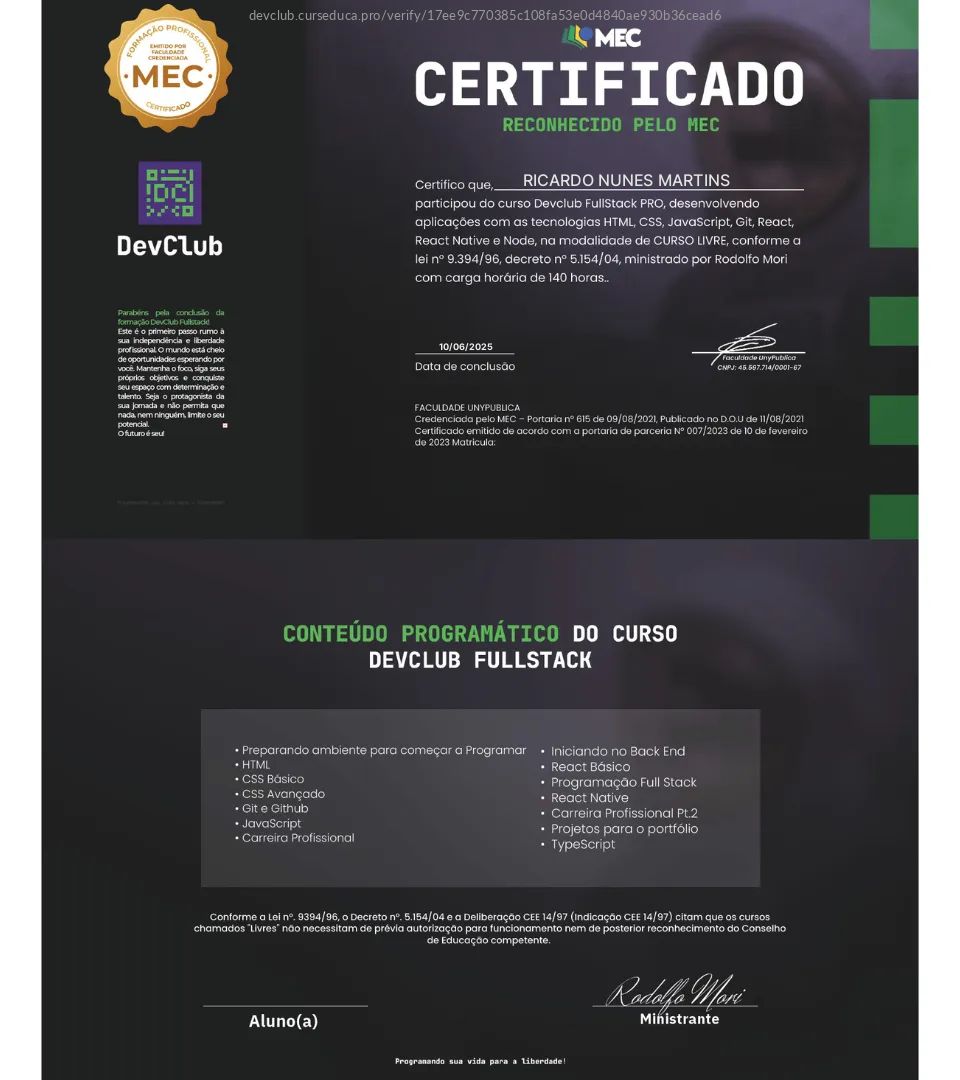 devclub.curseduca.pro/verify/17ee9c770385c108fa53e0d4840ae930b36cead6
FORMAÇÃO PROFISSIONAL
EMITIDO POR
FACULDADE
CREDENCIADA
MEC
CERTIFICADO
MEC
CERTIFICADO
RECONHECIDO PELO MEC
DC
DevClub
Certifico que, RICARDO NUNES MARTINS
participou do curso Devclub FullStack PRO, desenvolvendo
aplicações com as tecnologias HTML, CSS, JavaScript, Git, React,
React Native e Node, na modalidade de CURSO LIVRE, conforme a
lei nº 9.394/96, decreto nº 5.154/04, ministrado por Rodolfo Mori
com carga horária de 140 horas..
Parabéns pela conclusão da
formação DevClub Fullstack!
Este é o primeiro passo rumo à
sua independência e liberdade
profissional. O mundo está cheio
de oportunidades esperando por
você. Mantenha o foco, siga seus
próprios objetivos e conquiste
seu espaço com determinação e
talento. Seja o protagonista da
sua jornada e não permita que
nada, nem ninguém, limite o seu
potencial.
O futuro é seu!
10/06/2025
Data de conclusão
Faculdade UnyPublica
CNPJ: 45.567.714/0001-67
FACULDADE UNYPUBLICA
Credenciada pelo MEC – Portaria nº 615 de 09/08/2021, Publicado no D.O.U de 11/08/2021
Certificado emitido de acordo com a portaria de parceria Nº 007/2023 de 10 de fevereiro
de 2023 Matricula:
Programando sua vida para a liberdade!
CONTEÚDO PROGRAMÁTICO DO CURSO
DEVCLUB FULLSTACK
• Preparando ambiente para começar a Programar
• HTML
• CSS Básico
• CSS Avançado
• Git e Github
• JavaScript
• Carreira Profissional
• Iniciando no Back End
• React Básico
• Programação Full Stack
• React Native
• Carreira Profissional Pt.2
• Projetos para o portfólio
• TypeScript
Conforme a Lei nº. 9394/96, o Decreto nº. 5.154/04 e a Deliberação CEE 14/97 (Indicação CEE 14/97) citam que os cursos
chamados "Livres" não necessitam de prévia autorização para funcionamento nem de posterior reconhecimento do Conselho
de Educação competente.
Aluno(a)
Rodolfo Mori
Ministrante
Programando sua vida para a liberdade!